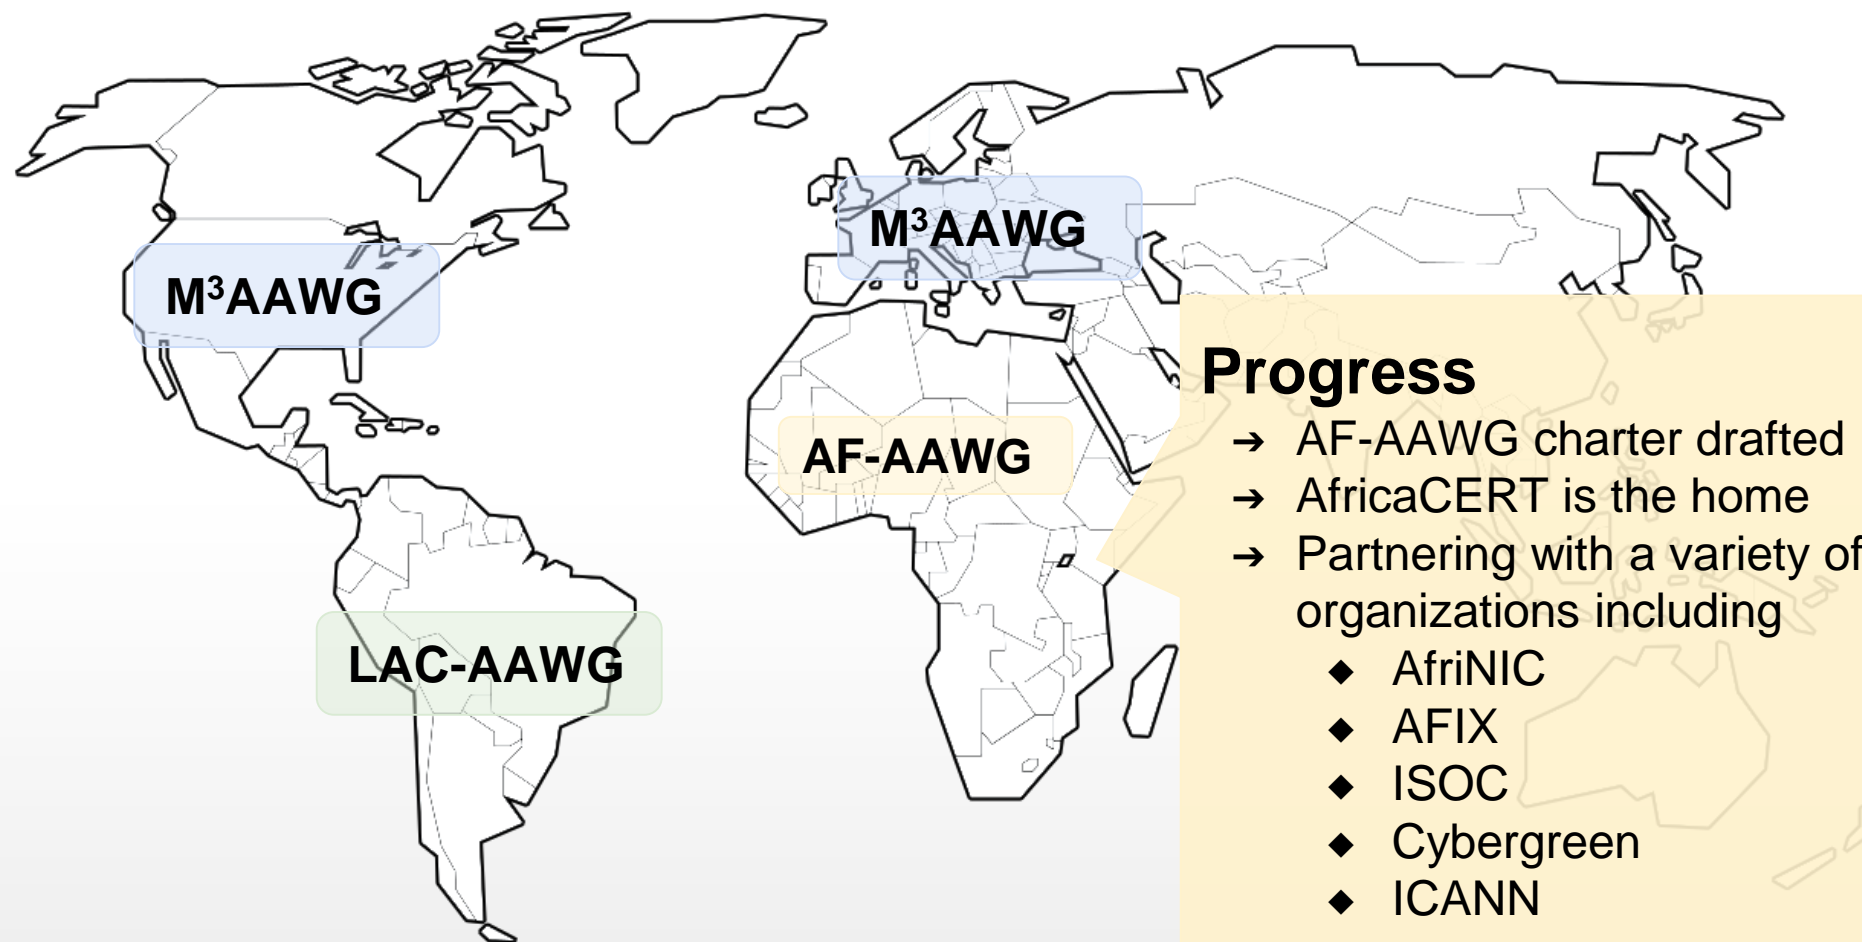 M³AAWG
M³AAWG
AF-AAWG
LAC-AAWG
Progress
➔ AF-AAWG charter drafted
➔ AfricaCERT is the home
➔ Partnering with a variety of
organizations including
◆ AfriNIC
◆ AFIX
◆ ISOC
◆ Cybergreen
◆ ICANN